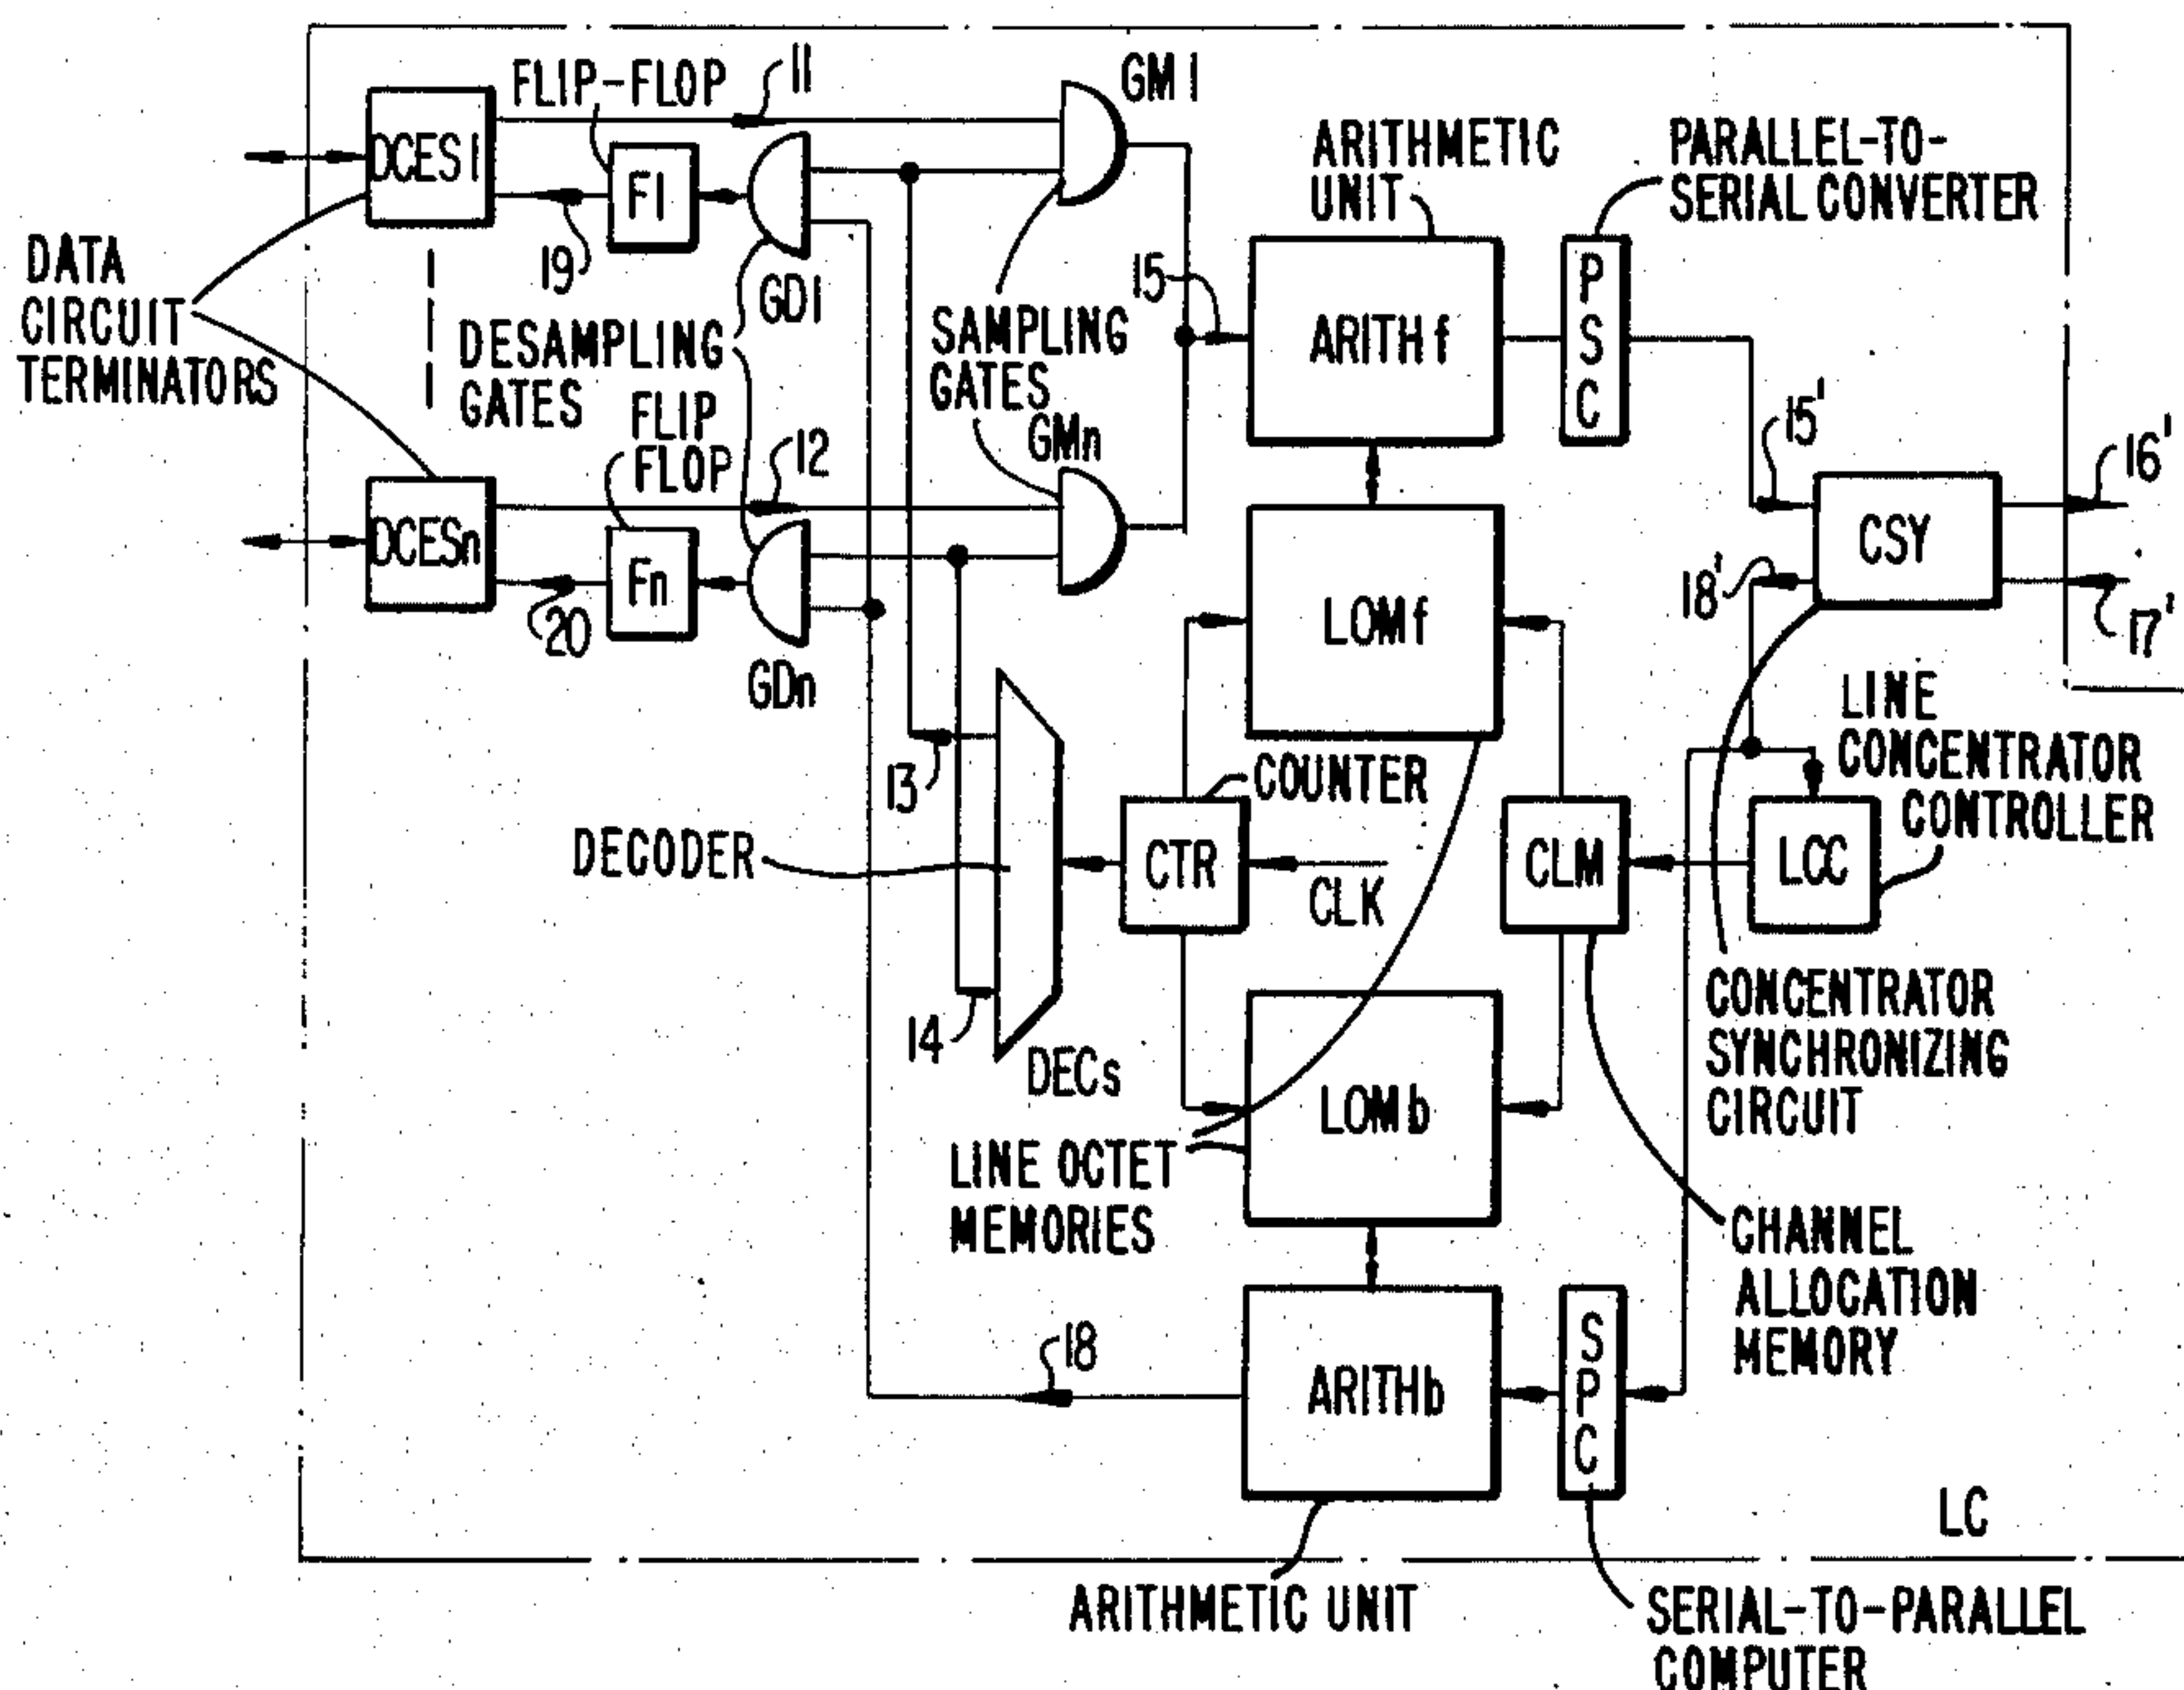 FLIP-FLOP
11
GM1
DCES1
F1
19
GD1
DATA
CIRCUIT
TERMINATORS
DESAMPLING
GATES
SAMPLING
GATES
ARITHMETIC
UNIT
PARALLEL-TO-
SERIAL CONVERTER
15
ARITHf
P
S
C
15'
16'
FLIP
FLOP
12
GMn
DCESn
Fn
20
GDn
CSY
18'
17'
LOMf
LINE
CONCENTRATOR
CONTROLLER
13
COUNTER
DECODER
CTR
CLK
CLM
LCC
14
DECs
CONCENTRATOR
SYNCHRONIZING
CIRCUIT
LOMb
LINE OCTET
MEMORIES
CHANNEL
ALLOCATION
MEMORY
18
ARITHb
S
P
C
LC
ARITHMETIC UNIT
SERIAL-TO-PARALLEL
COMPUTER